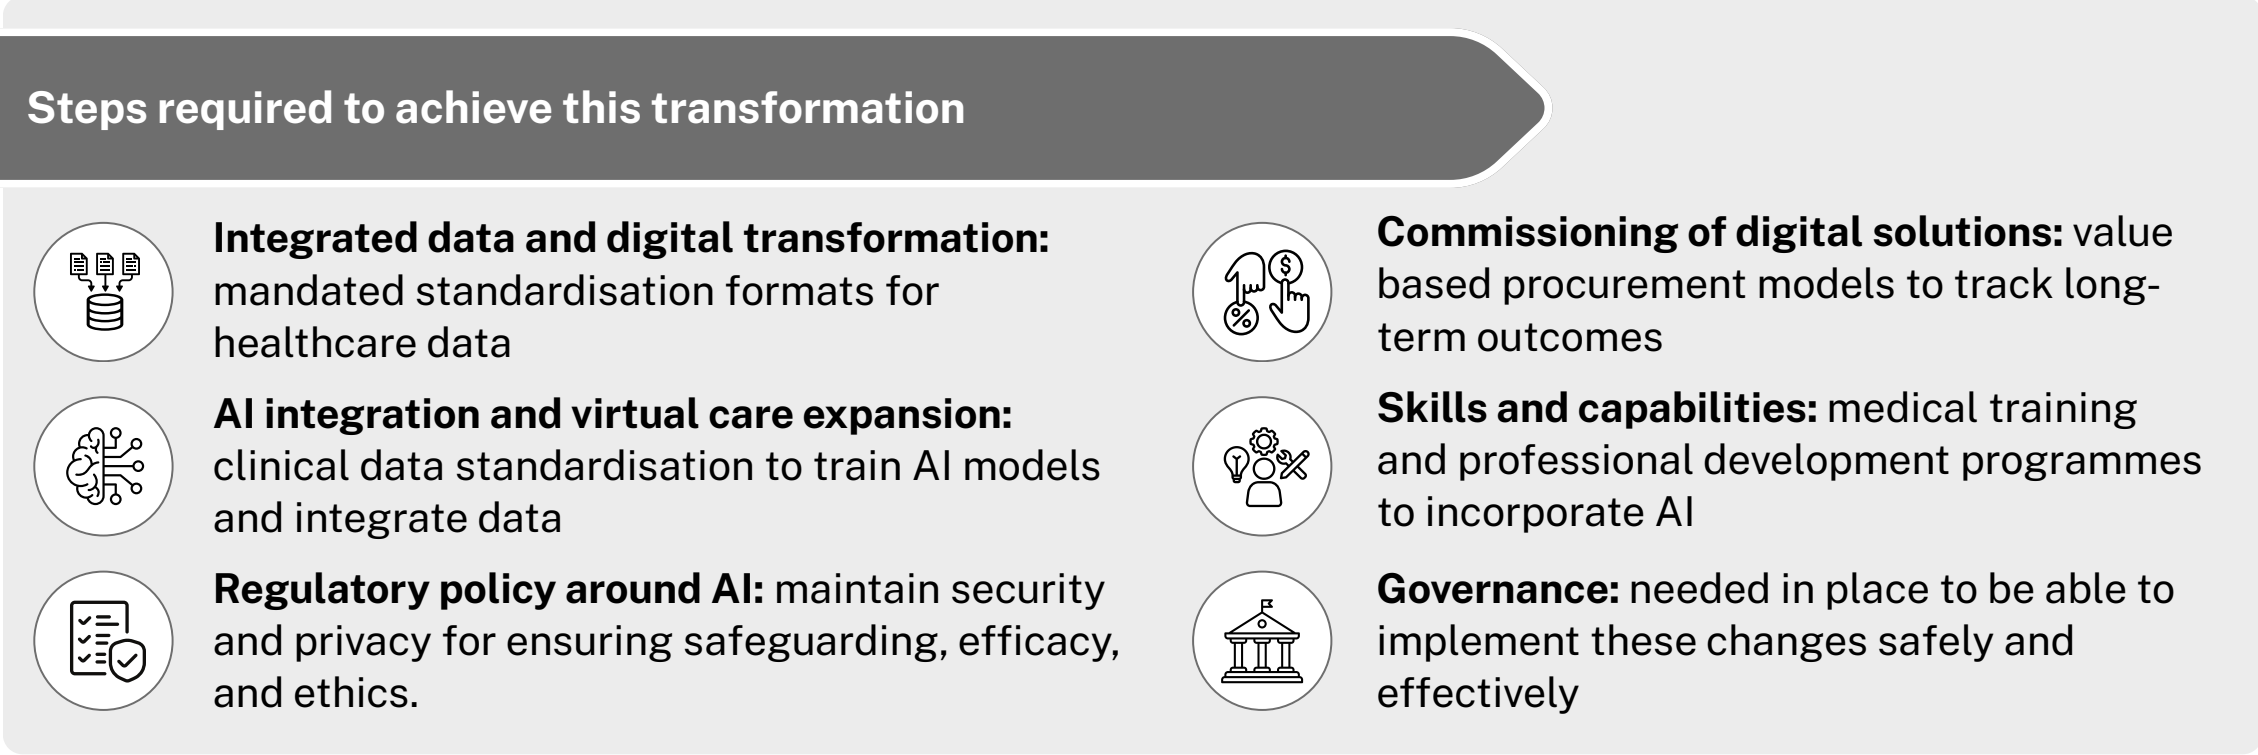 Steps required to achieve this transformation
Integrated data and digital transformation:
mandated standardisation formats for
healthcare data
AI integration and virtual care expansion:
clinical data standardisation to train AI models
and integrate data
Regulatory policy around AI: maintain security
and privacy for ensuring safeguarding, efficacy,
and ethics.
Commissioning of digital solutions: value
based procurement models to track long-
term outcomes
Skills and capabilities: medical training
and professional development programmes
to incorporate AI
Governance: needed in place to be able to
implement these changes safely and
effectively